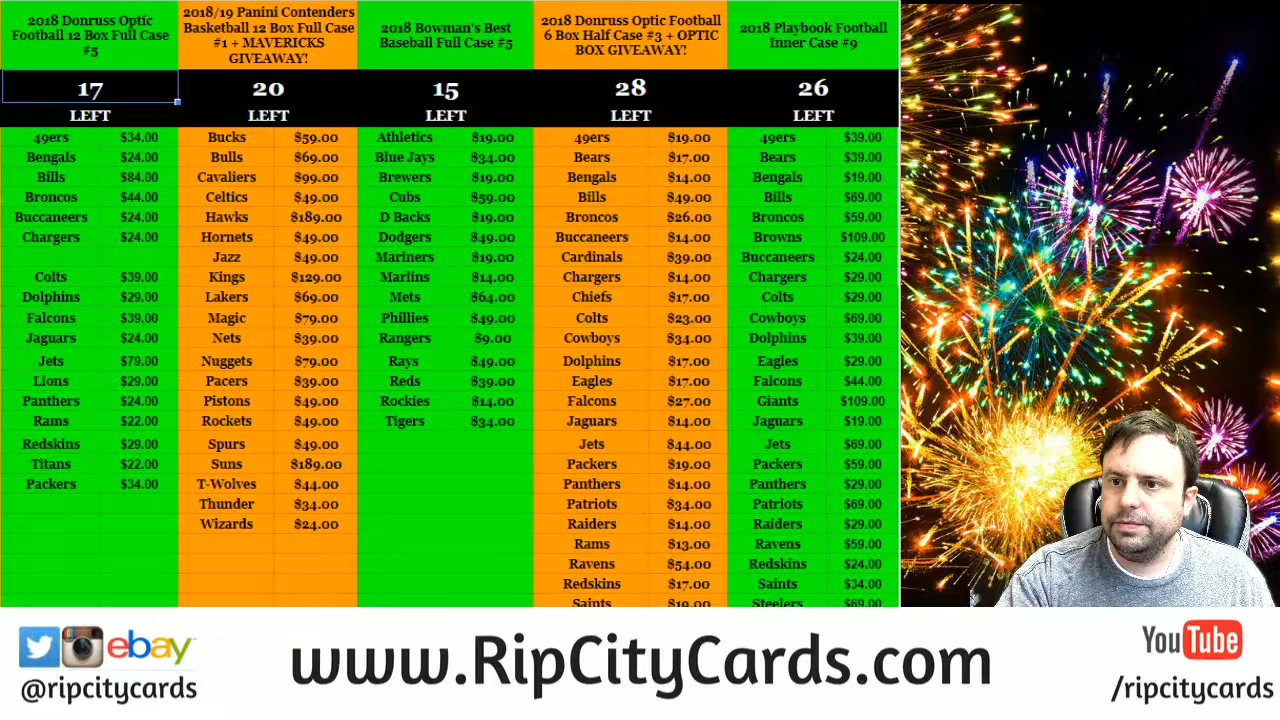 2018 Donruss Optic
Football 12 Box Full Case
#5
17
LEFT
49ers $34.00
Bengals $24.00
Bills $84.00
Broncos $44.00
Buccaneers $24.00
Chargers $24.00
Colts $39.00
Dolphins $29.00
Falcons $39.00
Jaguars $24.00
Jets $79.00
Lions $29.00
Panthers $24.00
Rams $22.00
Redskins $29.00
Titans $22.00
Packers $34.00
2018/19 Panini Contenders
Basketball 12 Box Full Case
#1 + MAVERICKS
GIVEAWAY!
20
LEFT
Bucks $59.00
Bulls $69.00
Cavaliers $99.00
Celtics $49.00
Hawks $189.00
Hornets $49.00
Jazz $49.00
Kings $129.00
Lakers $69.00
Magic $79.00
Nets $39.00
Nuggets $79.00
Pacers $39.00
Pistons $49.00
Rockets $49.00
Spurs $49.00
Suns $189.00
T-Wolves $44.00
Thunder $34.00
Wizards $24.00
2018 Bowman's Best
Baseball Full Case #5
15
LEFT
Athletics $19.00
Blue Jays $34.00
Brewers $19.00
Cubs $59.00
D Backs $19.00
Dodgers $49.00
Mariners $19.00
Marlins $14.00
Mets $64.00
Phillies $49.00
Rangers $9.00
Rays $49.00
Reds $39.00
Rockies $14.00
Tigers $34.00
2018 Donruss Optic Football
6 Box Half Case #3 + OPTIC
BOX GIVEAWAY!
28
LEFT
49ers $19.00
Bears $17.00
Bengals $14.00
Bills $49.00
Broncos $26.00
Buccaneers $14.00
Cardinals $39.00
Chargers $14.00
Chiefs $17.00
Colts $23.00
Cowboys $34.00
Dolphins $17.00
Eagles $17.00
Falcons $27.00
Jaguars $14.00
Jets $44.00
Packers $19.00
Panthers $14.00
Patriots $34.00
Raiders $14.00
Rams $13.00
Ravens $54.00
Redskins $17.00
Saints $19.00
2018 Playbook Football
Inner Case #9
26
LEFT
49ers $39.00
Bears $39.00
Bengals $19.00
Bills $69.00
Broncos $59.00
Browns $109.00
Buccaneers $24.00
Chargers $29.00
Colts $29.00
Cowboys $69.00
Dolphins $39.00
Eagles $29.00
Falcons $44.00
Giants $109.00
Jaguars $19.00
Jets $69.00
Packers $59.00
Panthers $29.00
Patriots $69.00
Raiders $29.00
Ravens $59.00
Redskins $24.00
Saints $34.00
Steelers $69.00
ebay
@ripcitycards
www.RipCityCards.com
YouTube
/ripcitycards